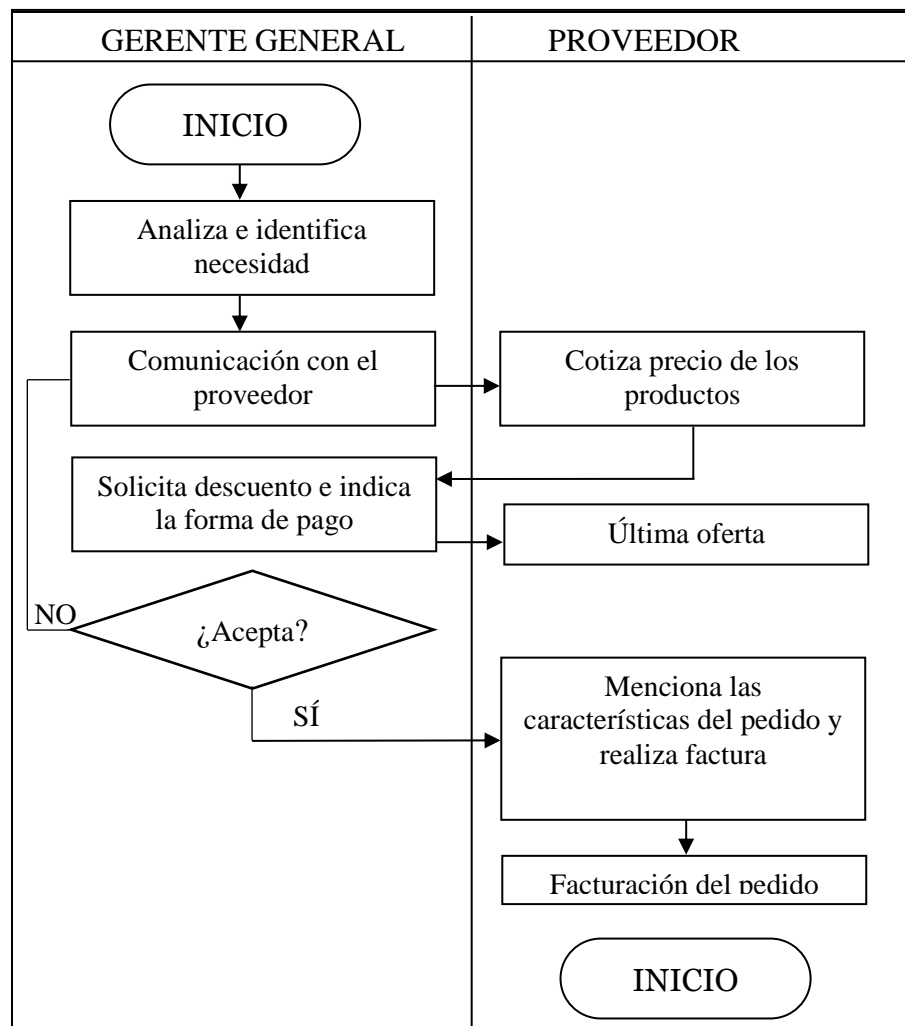 GERENTE GENERAL
PROVEEDOR
INICIO
Analiza e identifica
necesidad
Comunicación con el
proveedor
Cotiza precio de los
productos
Solicita descuento e indica
la forma de pago
Última oferta
NO
¿Acepta?
SÍ
Menciona las
características del pedido y
realiza factura
Facturación del pedido
INICIO